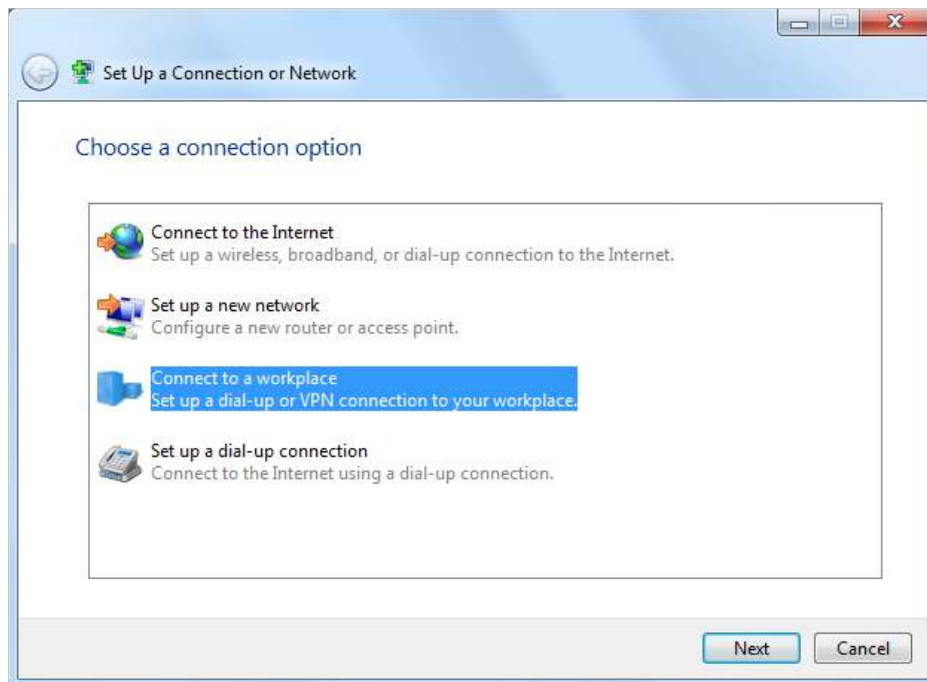 Set Up a Connection or Network
Choose a connection option
Connect to the Internet
Set up a wireless, broadband, or dial-up connection to the Internet.
Set up a new network
Configure a new router or access point.
Connect to a workplace
Set up a dial-up or VPN connection to your workplace.
Set up a dial-up connection
Connect to the Internet using a dial-up connection.
Next Cancel